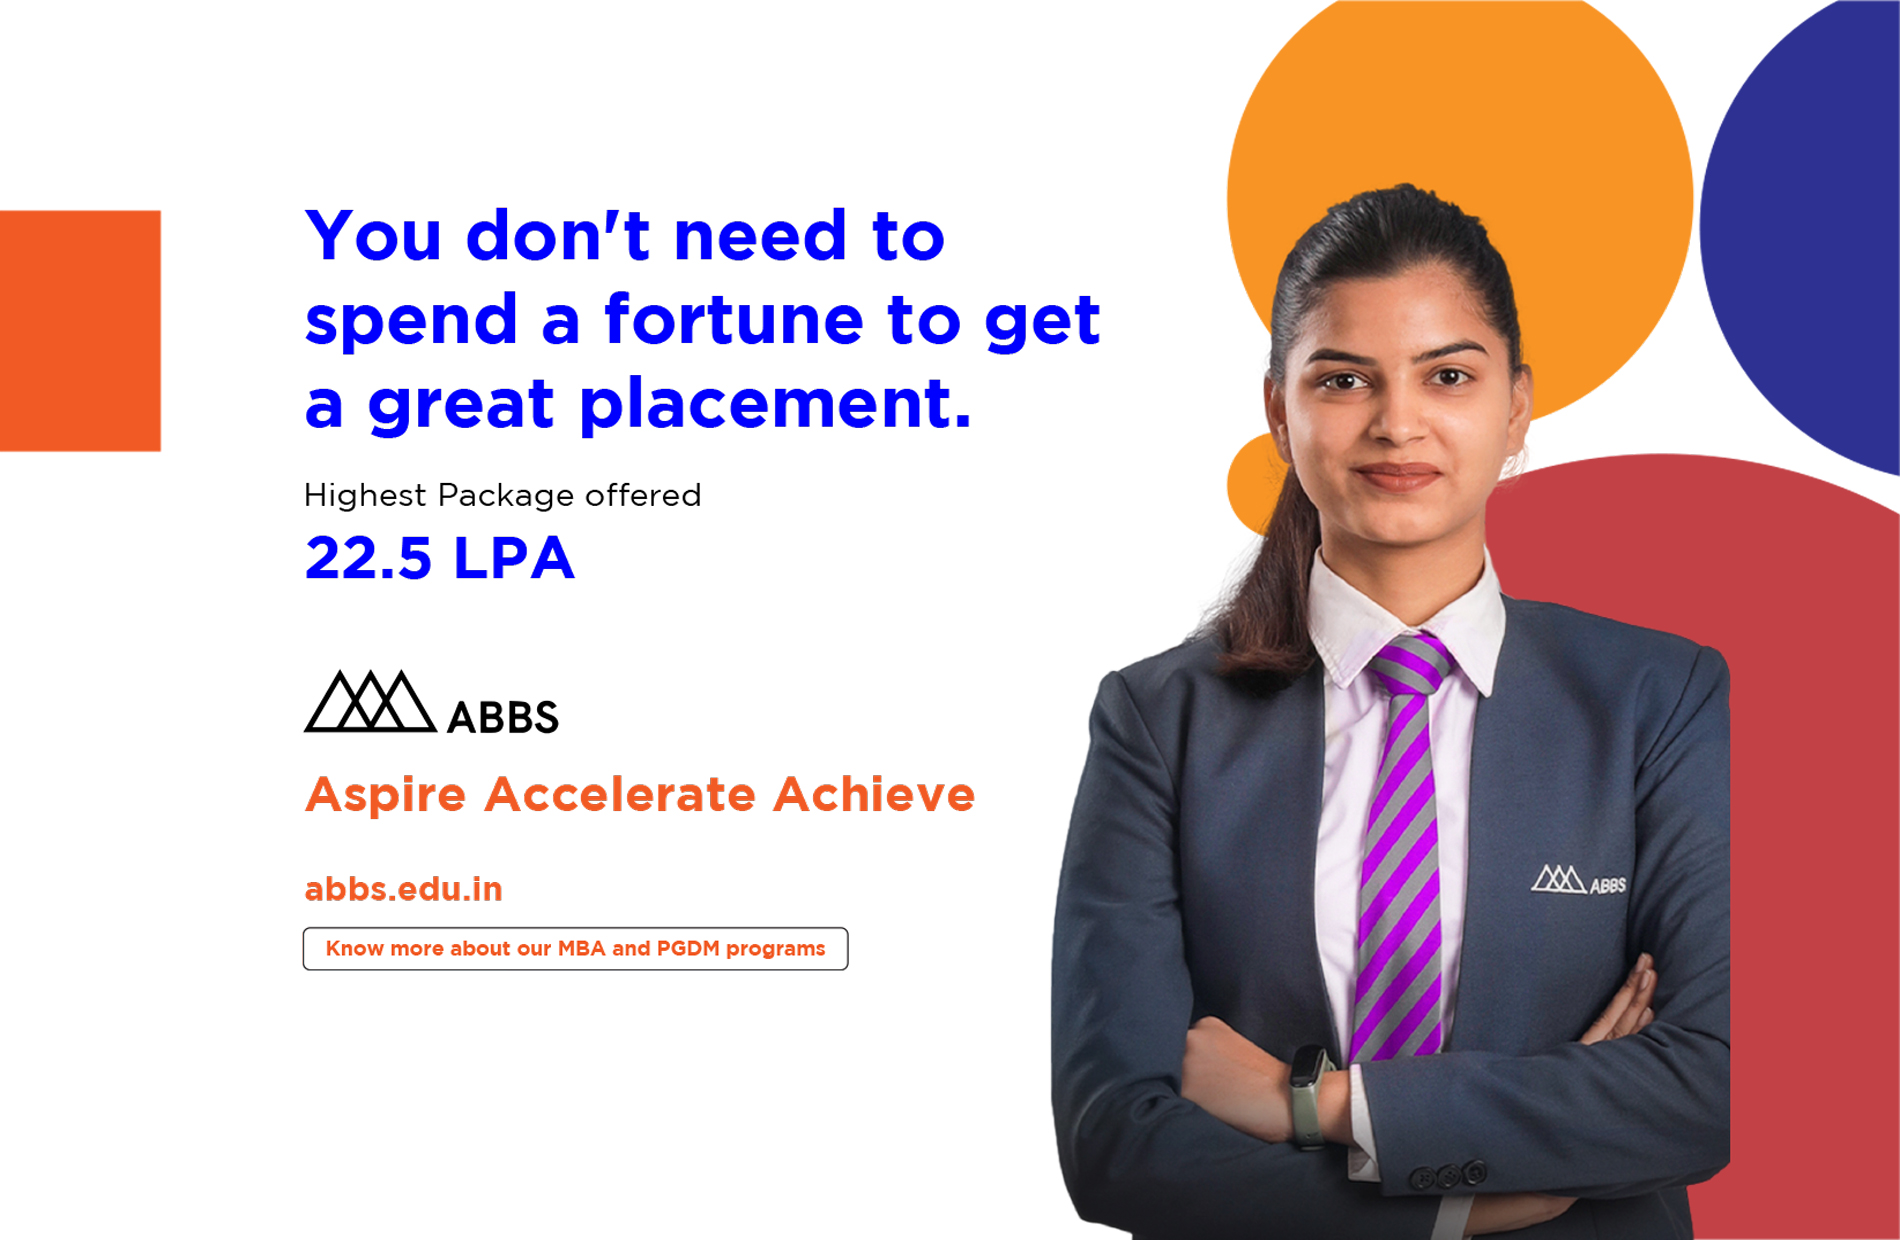 You don't need to
spend a fortune to get
a great placement.
Highest Package offered
22.5 LPA
ABBS
Aspire Accelerate Achieve
abbs.edu.in
Know more about our MBA and PGDM programs
ABBS